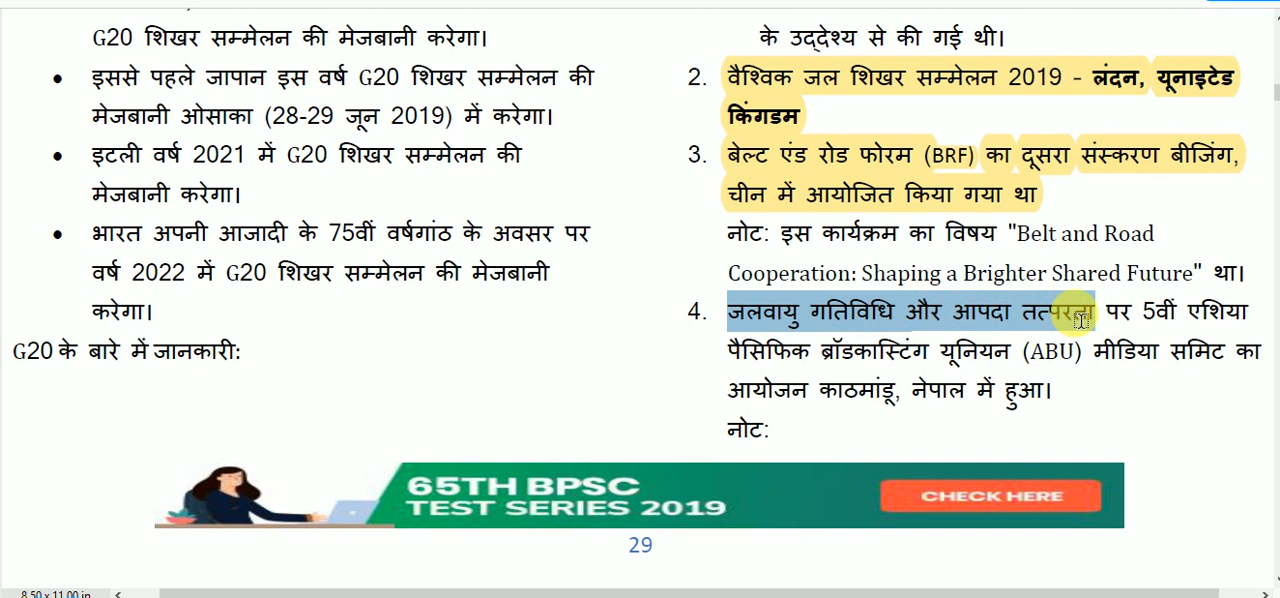 G20 शिखर सम्मेलन की मेजबानी करेगा।
• इससे पहले जापान इस वर्ष G20 शिखर सम्मेलन की
मेजबानी ओसाका (28-29 जून 2019) में करेगा।
• इटली वर्ष 2021 में G20 शिखर सम्मेलन की
मेजबानी करेगा।
• भारत अपनी आजादी के 75वीं वर्षगांठ के अवसर पर
वर्ष 2022 में G20 शिखर सम्मेलन की मेजबानी
करेगा।
G20 के बारे में जानकारी:
के उद्देश्य से की गई थी।
2. वैश्विक जल शिखर सम्मेलन 2019 - लंदन, यूनाइटेड
किंगडम
3. बेल्ट एंड रोड फोरम (BRF) का दूसरा संस्करण बीजिंग,
चीन में आयोजित किया गया था
नोट: इस कार्यक्रम का विषय "Belt and Road
Cooperation: Shaping a Brighter Shared Future" था।
4. जलवायु गतिविधि और आपदा तत्परता पर 5वीं एशिया
पैसिफिक ब्रॉडकास्टिंग यूनियन (ABU) मीडिया समिट का
आयोजन काठमांडू, नेपाल में हुआ।
नोट:
65TH BPSC
TEST SERIES 2019
CHECK HERE
29
8.50 x 11.00 in